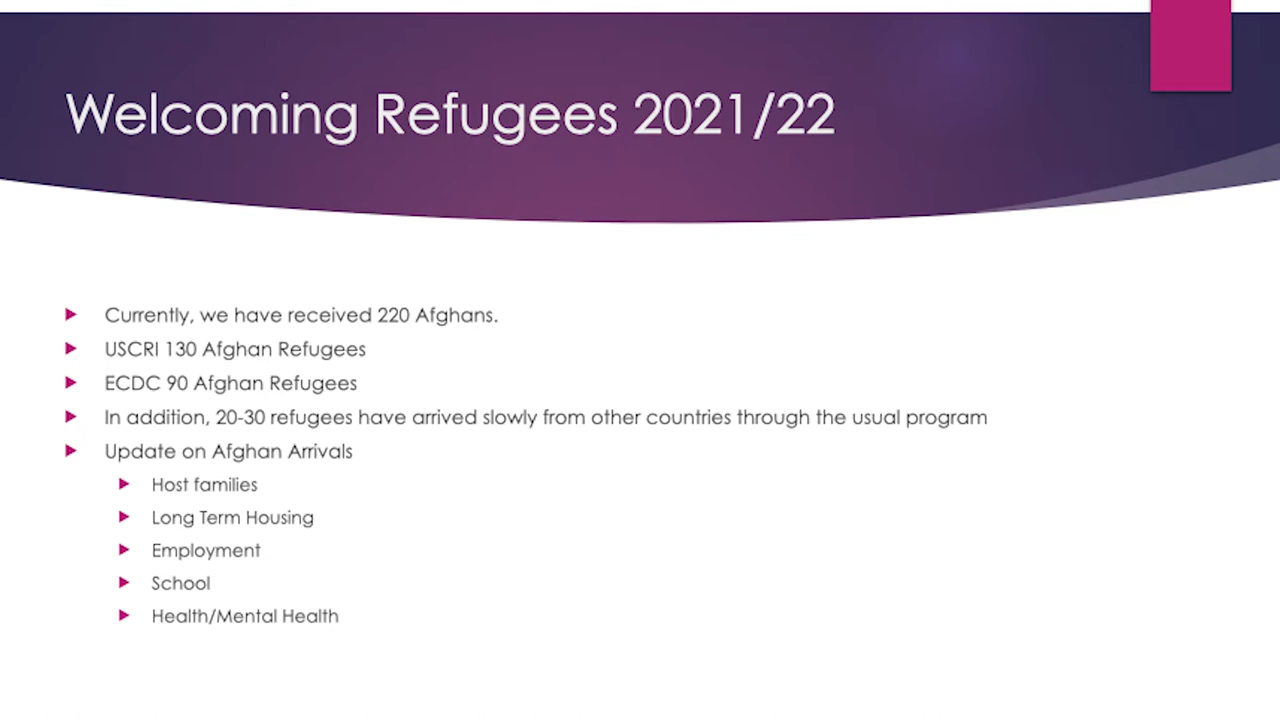 Welcoming Refugees 2021/22
Currently, we have received 220 Afghans.
USCRI 130 Afghan Refugees
ECDC 90 Afghan Refugees
In addition, 20-30 refugees have arrived slowly from other countries through the usual program
Update on Afghan Arrivals
Host families
Long Term Housing
Employment
School
Health/Mental Health